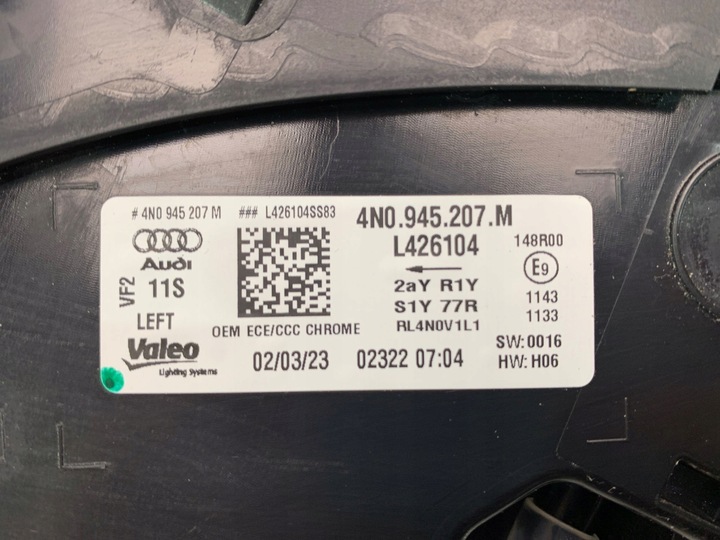 # 4N0 945 207 M ### L426104SS83
4N0.945.207.M
Audi
L426104
148R00
VF2
11S
E9
2aY R1Y
1143
LEFT
S1Y 77R
1133
OEM ECE/CCC CHROME
RL4N0V1L1
Valeo
Lighting Systems
SW:0016
02/03/23 02322 07:04
HW: H06